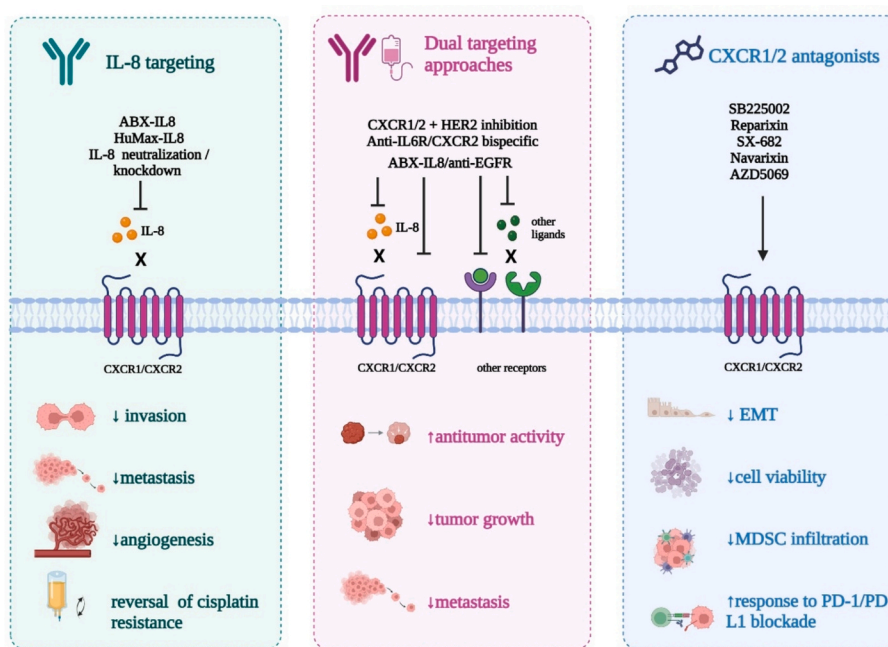 IL-8 targeting
ABX-IL8
HuMax-IL8
IL-8 neutralization /
knockdown
IL-8
X
CXCR1/CXCR2
↓ invasion
↓metastasis
↓angiogenesis
reversal of cisplatin
resistance
Dual targeting
approaches
CXCR1/2 + HER2 inhibition
Anti-IL6R/CXCR2 bispecific
ABX-IL8/anti-EGFR
IL-8
other
ligands
X
X
CXCR1/CXCR2
other receptors
↑antitumor activity
↓tumor growth
↓metastasis
CXCR1/2 antagonists
SB225002
Reparixin
SX-682
Navarixin
AZD5069
CXCR1/CXCR2
↓ EMT
↓cell viability
↓MDSC infiltration
↑response to PD-1/PD
L1 blockade